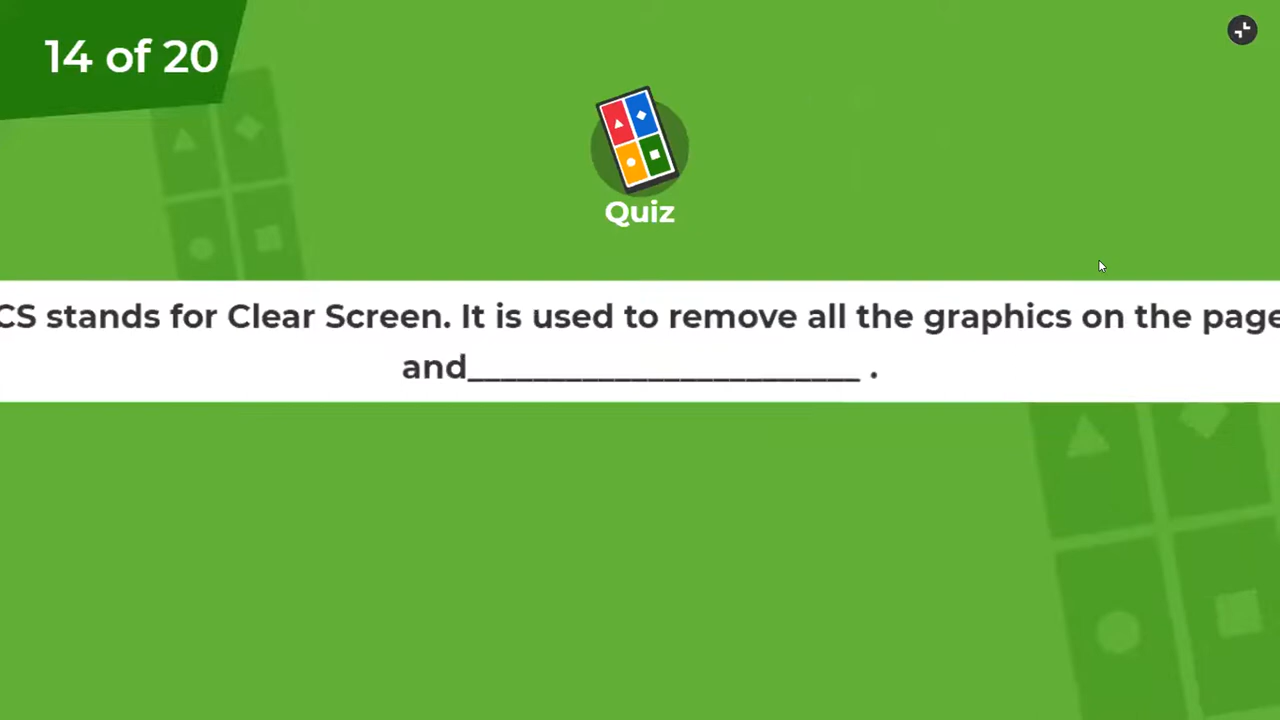 14 of 20
Quiz
CS stands for Clear Screen. It is used to remove all the graphics on the page
and________________________ .